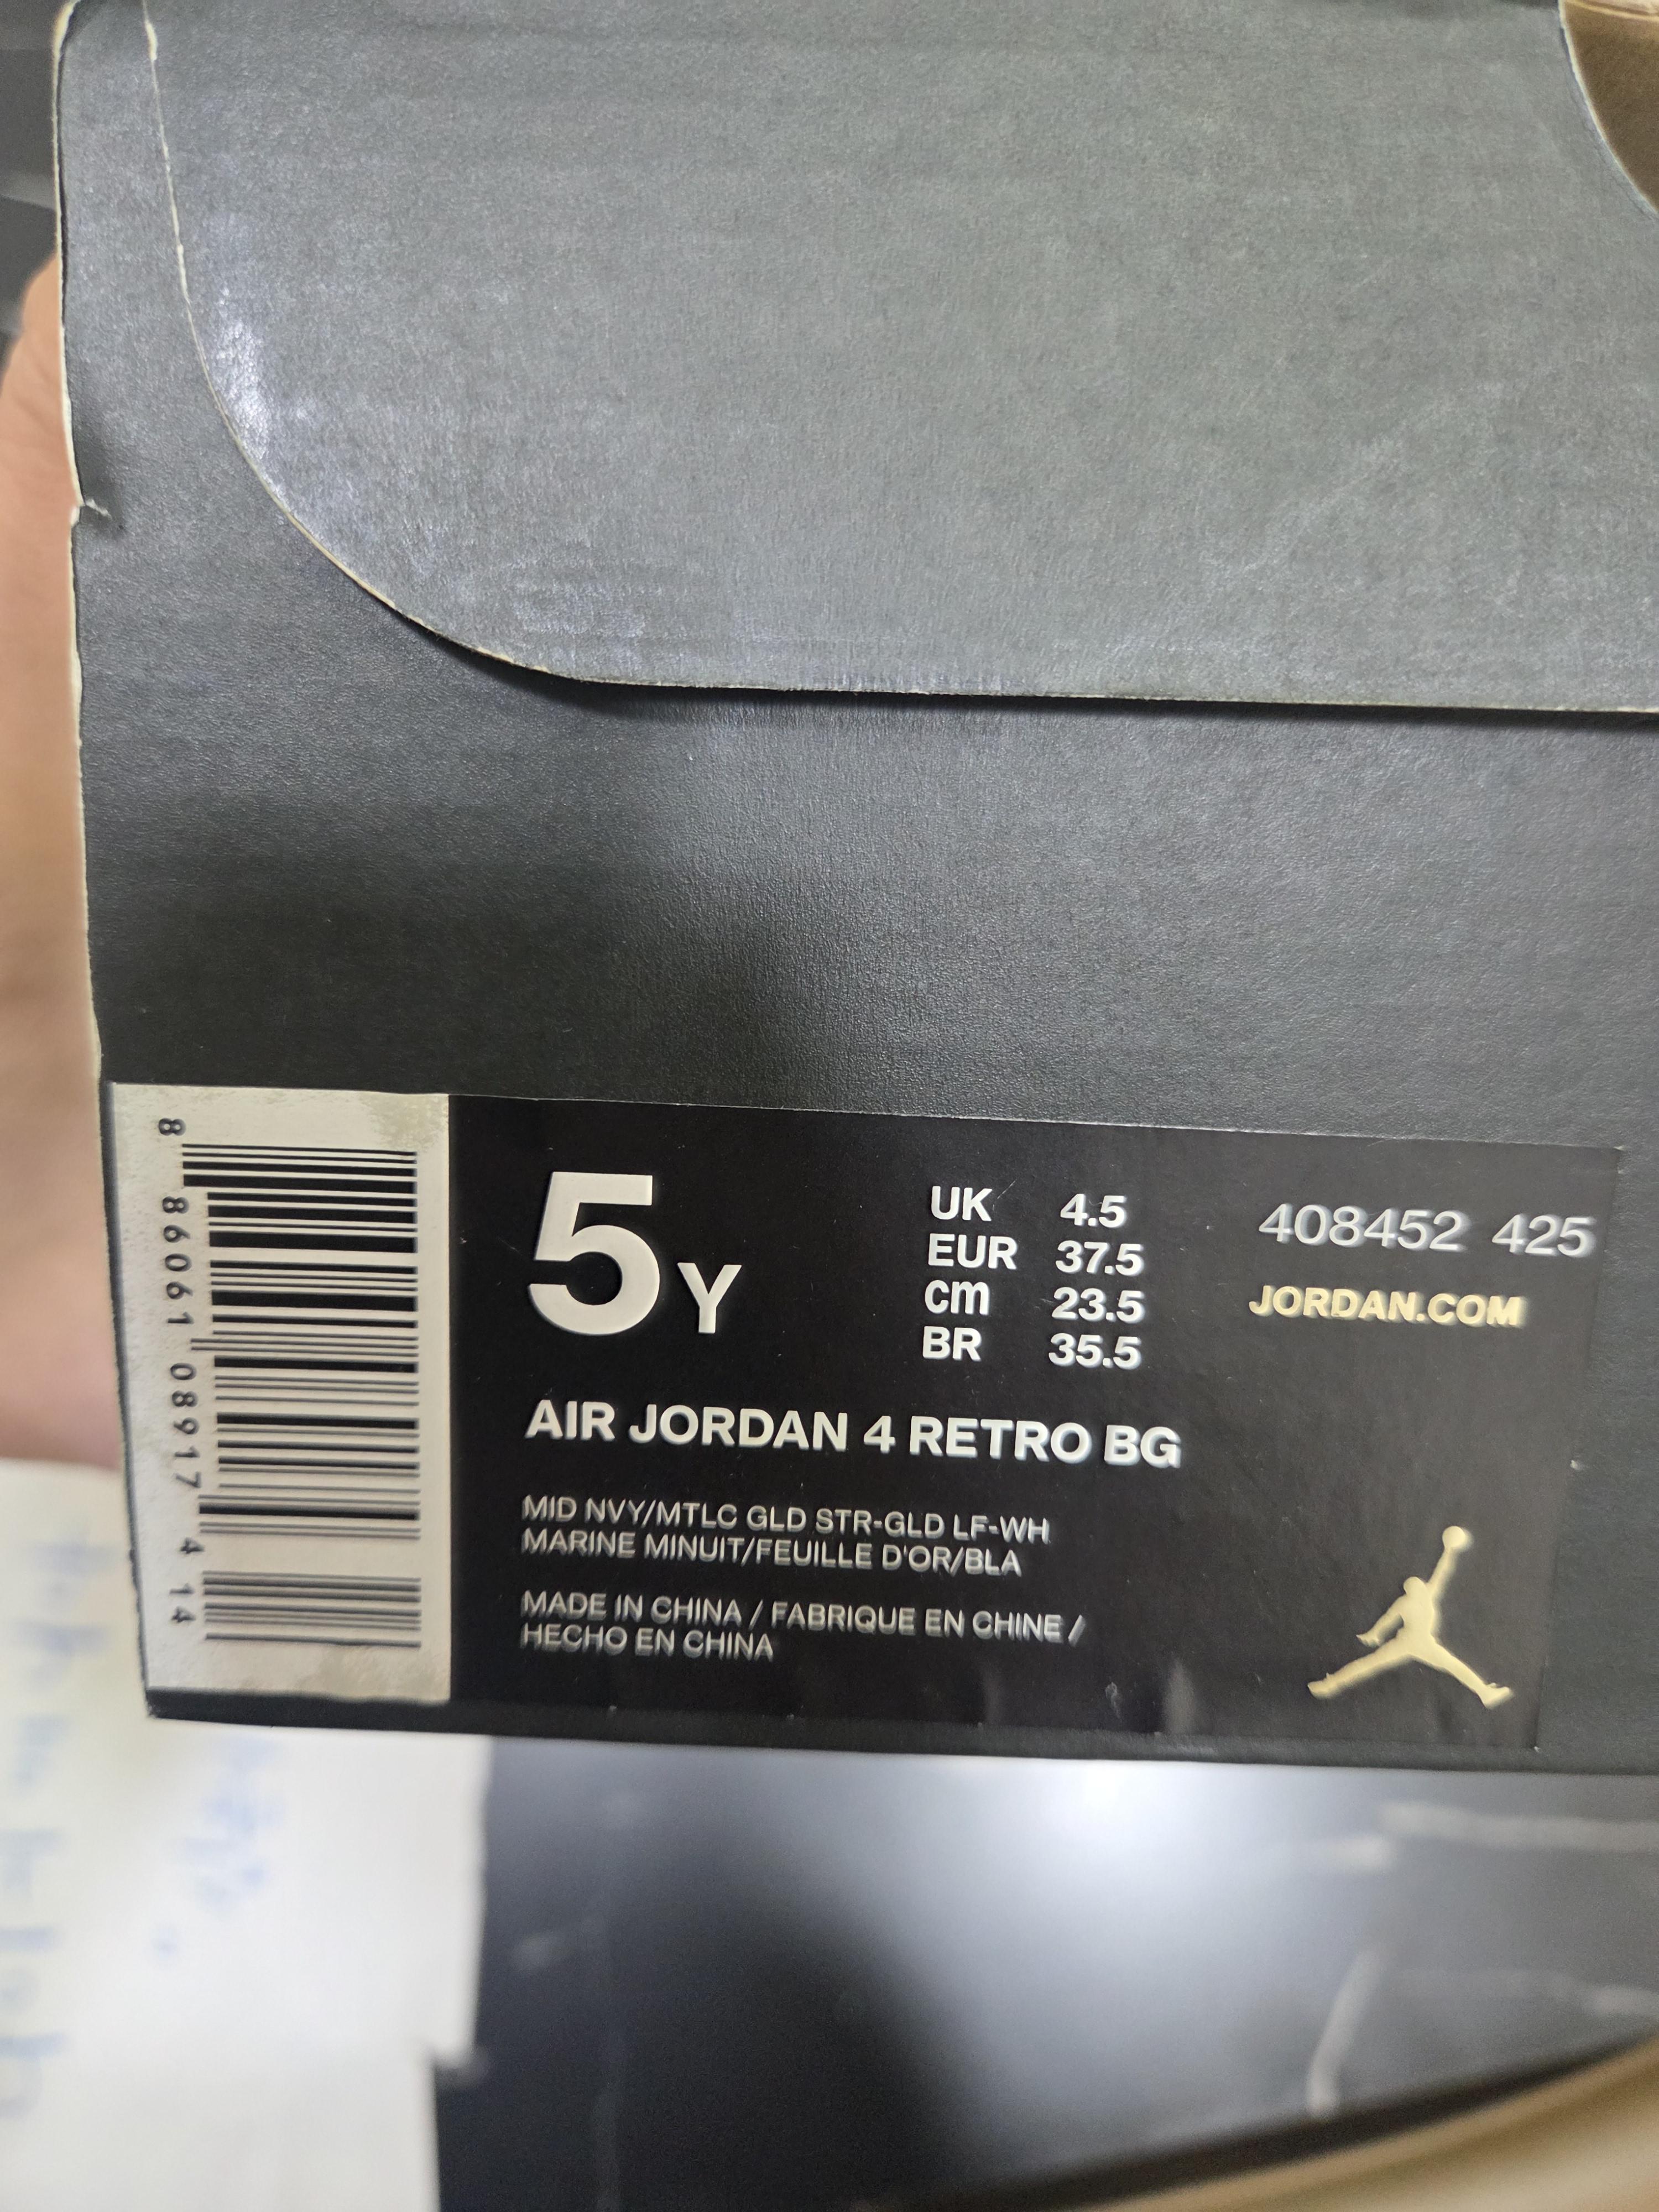 5Y
UK 4.5
EUR 37.5
cm 23.5
BR 35.5
408452 425
JORDAN.COM
AIR JORDAN 4 RETRO BG
MID NVY/MTLC GLD STR-GLD LF-WH
MARINE MINUIT/FEUILLE D'OR/BLA
MADE IN CHINA / FABRIQUE EN CHINE /
HECHO EN CHINA
8 86061 08917 4 14